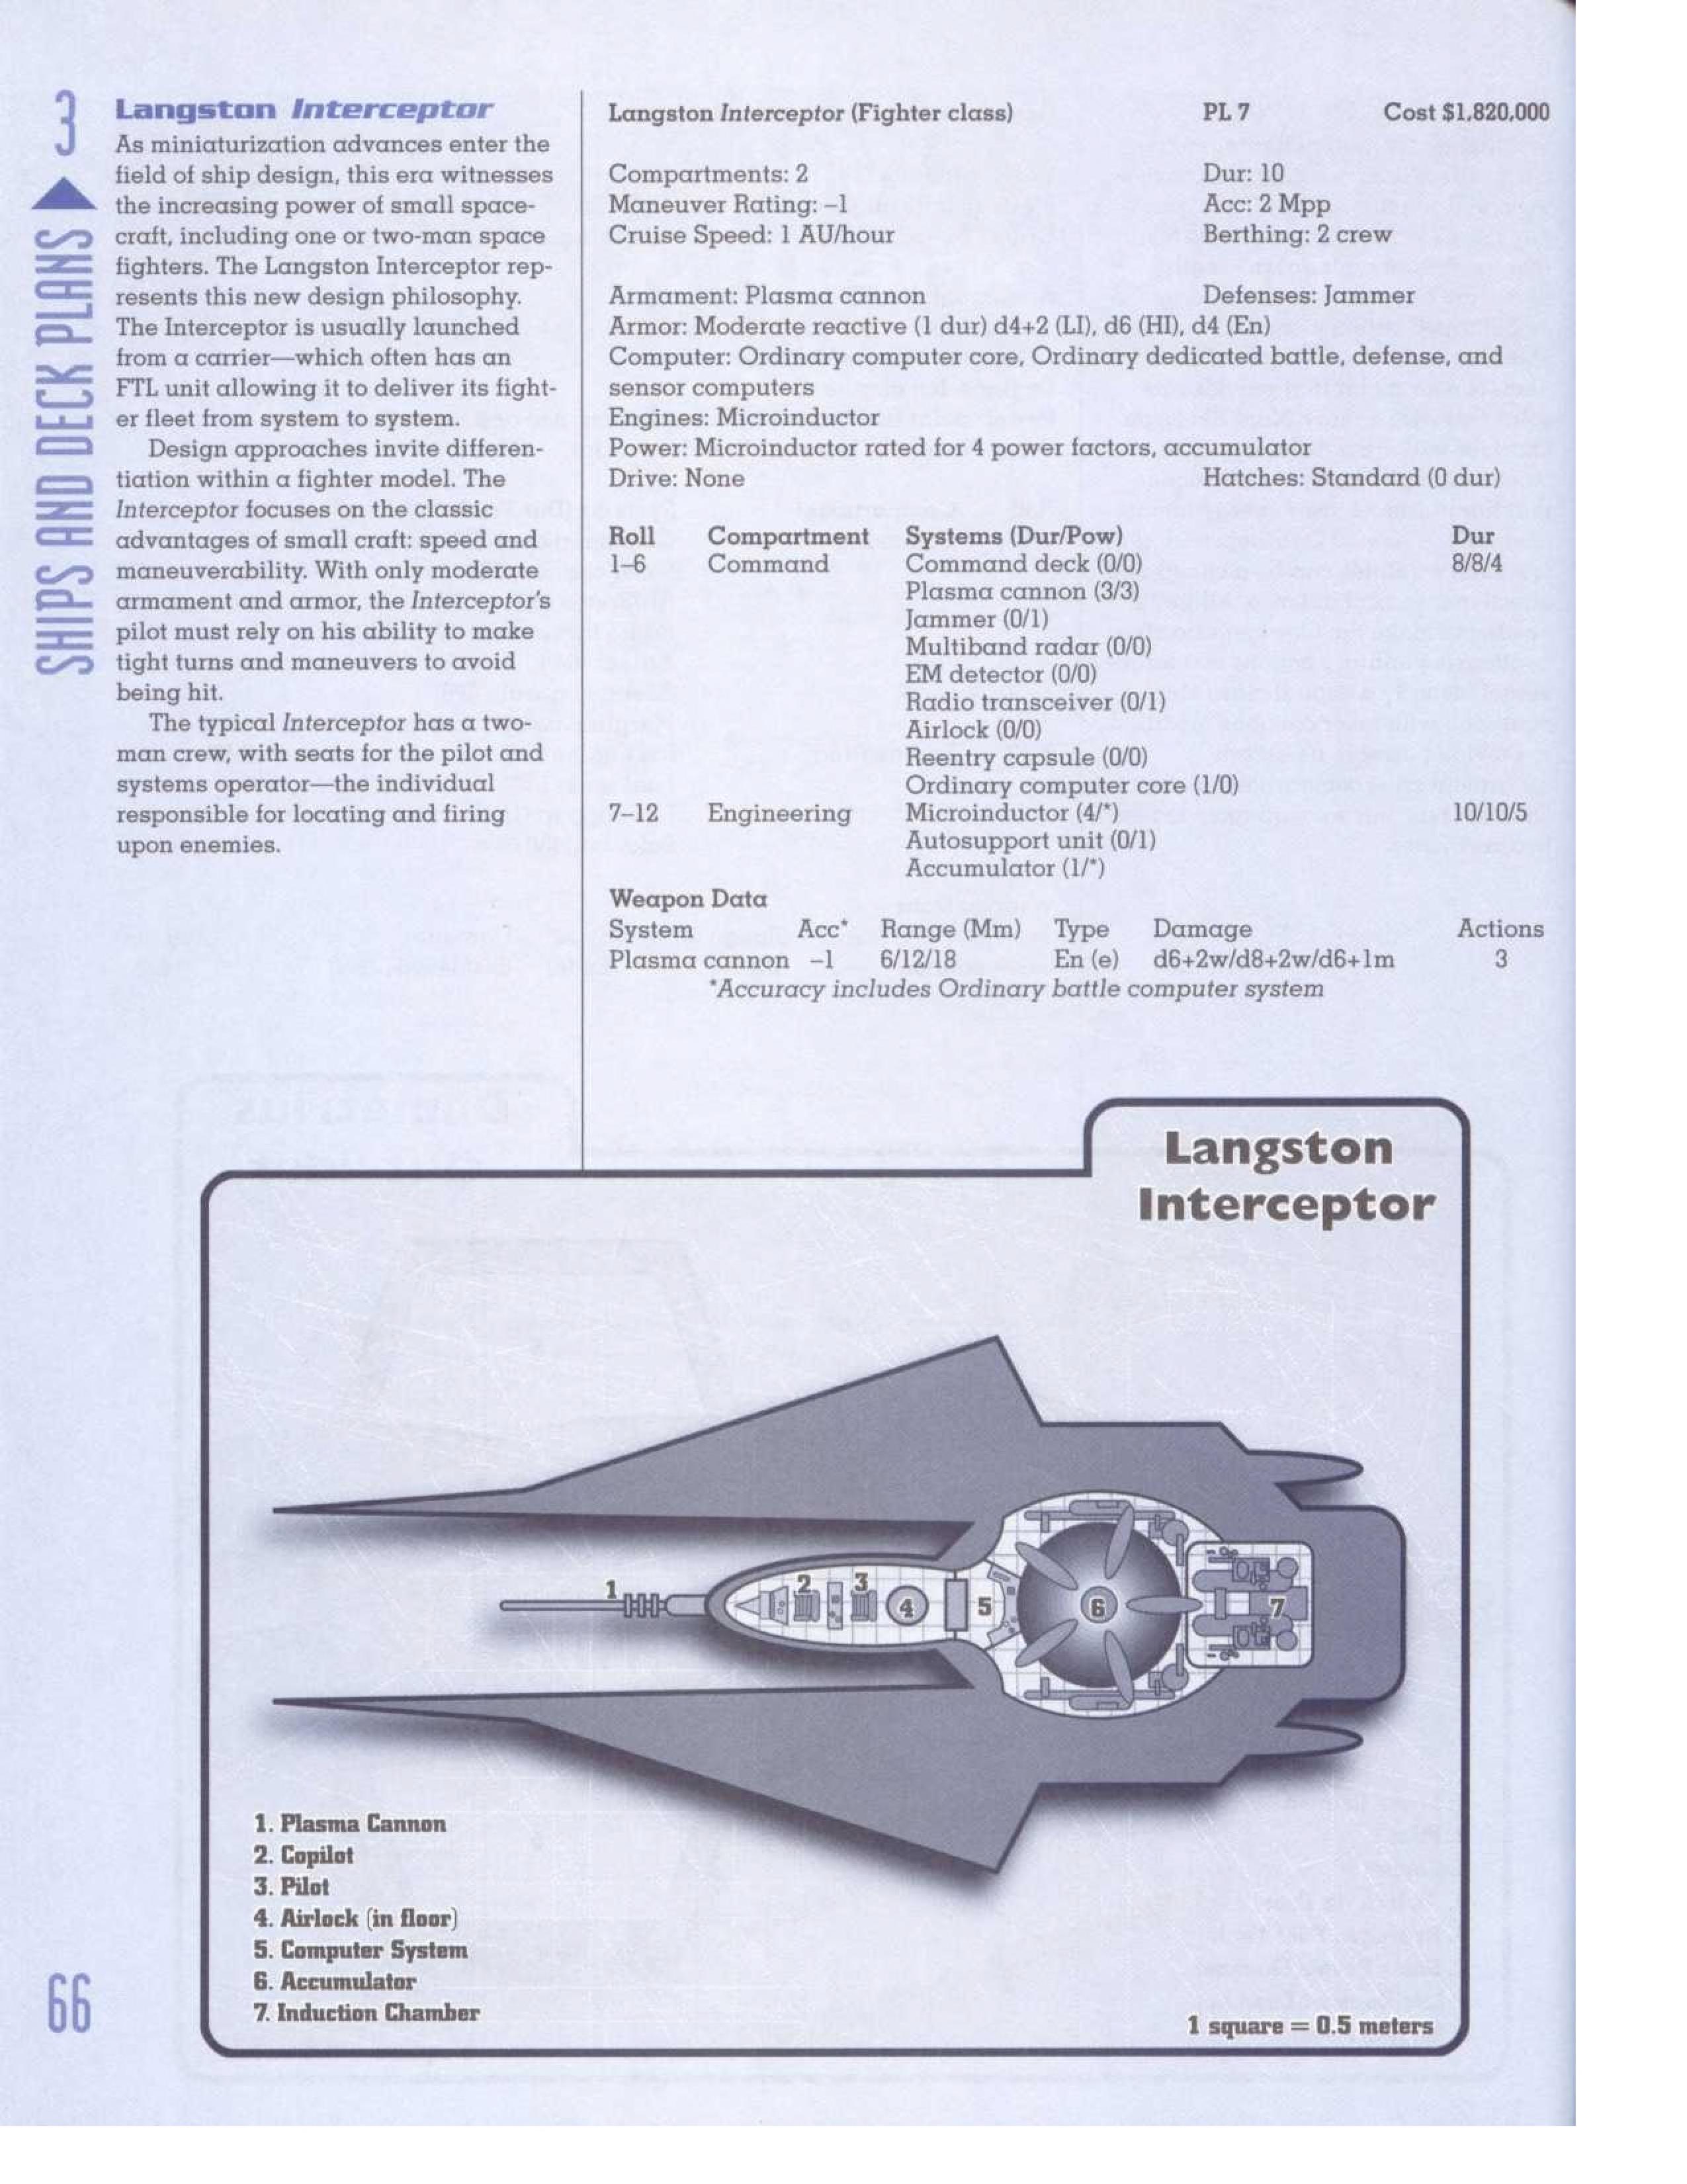 3
SHIPS AND DECK PLANS
Langston Interceptor
As miniaturization advances enter the
field of ship design, this era witnesses
the increasing power of small space-
craft, including one or two-man space
fighters. The Langston Interceptor rep-
resents this new design philosophy.
The Interceptor is usually launched
from a carrier—which often has an
FTL unit allowing it to deliver its fight-
er fleet from system to system.
Design approaches invite differen-
tiation within a fighter model. The
Interceptor focuses on the classic
advantages of small craft: speed and
maneuverability. With only moderate
armament and armor, the Interceptor's
pilot must rely on his ability to make
tight turns and maneuvers to avoid
being hit.
The typical Interceptor has a two-
man crew, with seats for the pilot and
systems operator—the individual
responsible for locating and firing
upon enemies.
Langston Interceptor (Fighter class) PL 7 Cost $1,820,000
Compartments: 2 Dur: 10
Maneuver Rating: –1 Acc: 2 Mpp
Cruise Speed: 1 AU/hour Berthing: 2 crew
Armament: Plasma cannon Defenses: Jammer
Armor: Moderate reactive (1 dur) d4+2 (LI), d6 (HI), d4 (En)
Computer: Ordinary computer core, Ordinary dedicated battle, defense, and
sensor computers
Engines: Microinductor
Power: Microinductor rated for 4 power factors, accumulator
Drive: None Hatches: Standard (0 dur)
Roll Compartment Systems (Dur/Pow) Dur
1–6 Command Command deck (0/0) 8/8/4
Plasma cannon (3/3)
Jammer (0/1)
Multiband radar (0/0)
EM detector (0/0)
Radio transceiver (0/1)
Airlock (0/0)
Reentry capsule (0/0)
Ordinary computer core (1/0)
7–12 Engineering Microinductor (4/*) 10/10/5
Autosupport unit (0/1)
Accumulator (1/*)
Weapon Data
System Acc* Range (Mm) Type Damage Actions
Plasma cannon –1 6/12/18 En (e) d6+2w/d8+2w/d6+1m 3
*Accuracy includes Ordinary battle computer system
Langston
Interceptor
1 2 3 4 5 6 7
1. Plasma Cannon
2. Copilot
3. Pilot
4. Airlock (in floor)
5. Computer System
6. Accumulator
7. Induction Chamber
1 square = 0.5 meters
66